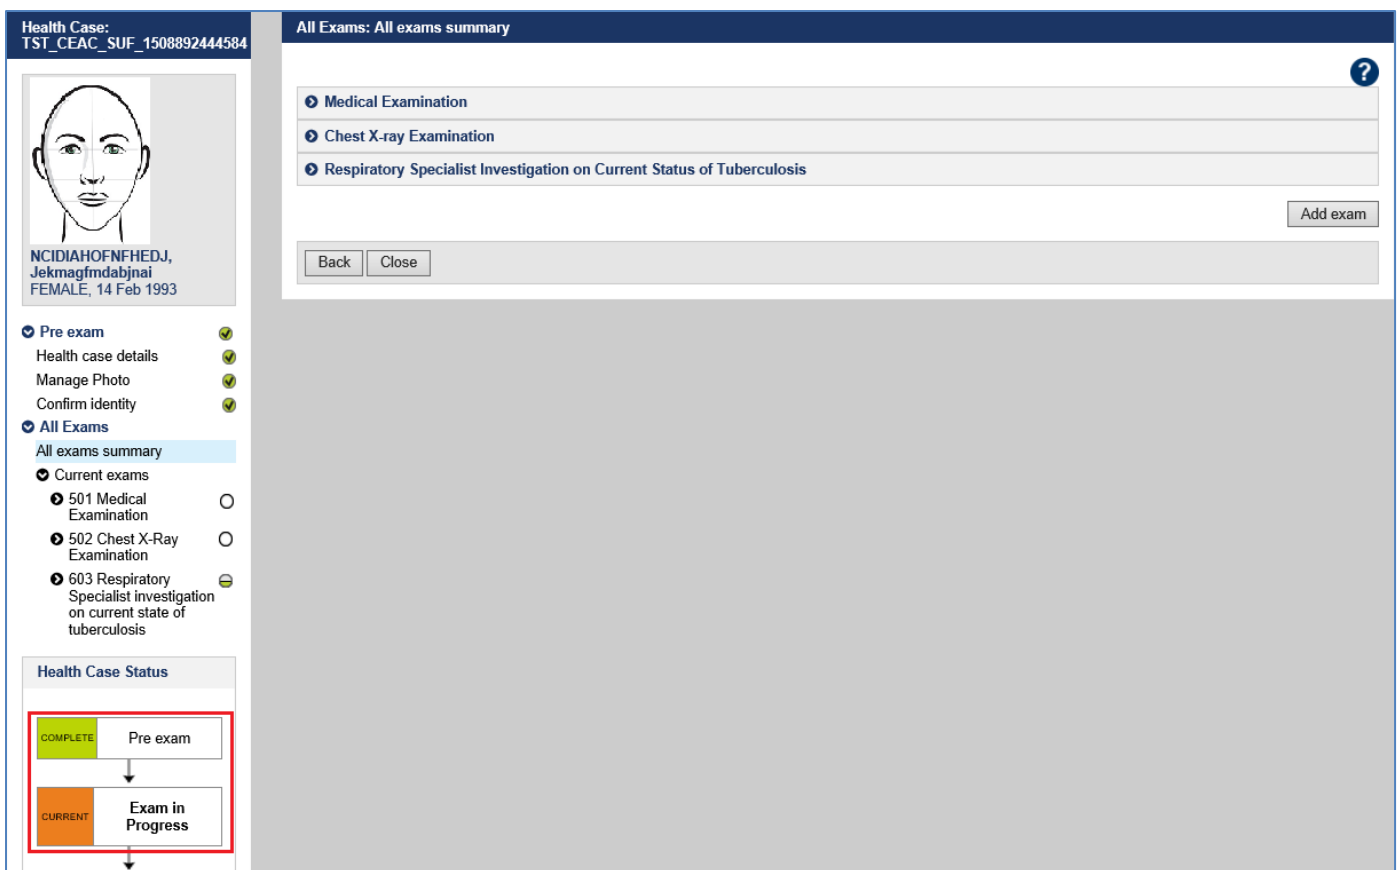 Health Case:
TST_CEAC_SUF_1508892444584
NCIDIAHOFNFHEDJ,
Jekmagfmdabjnai
FEMALE, 14 Feb 1993
Pre exam
Health case details
Manage Photo
Confirm identity
All Exams
All exams summary
Current exams
501 Medical
Examination
502 Chest X-Ray
Examination
603 Respiratory
Specialist investigation
on current state of
tuberculosis
Health Case Status
COMPLETE Pre exam
CURRENT Exam in
Progress
All Exams: All exams summary
?
Medical Examination
Chest X-ray Examination
Respiratory Specialist Investigation on Current Status of Tuberculosis
Add exam
Back Close